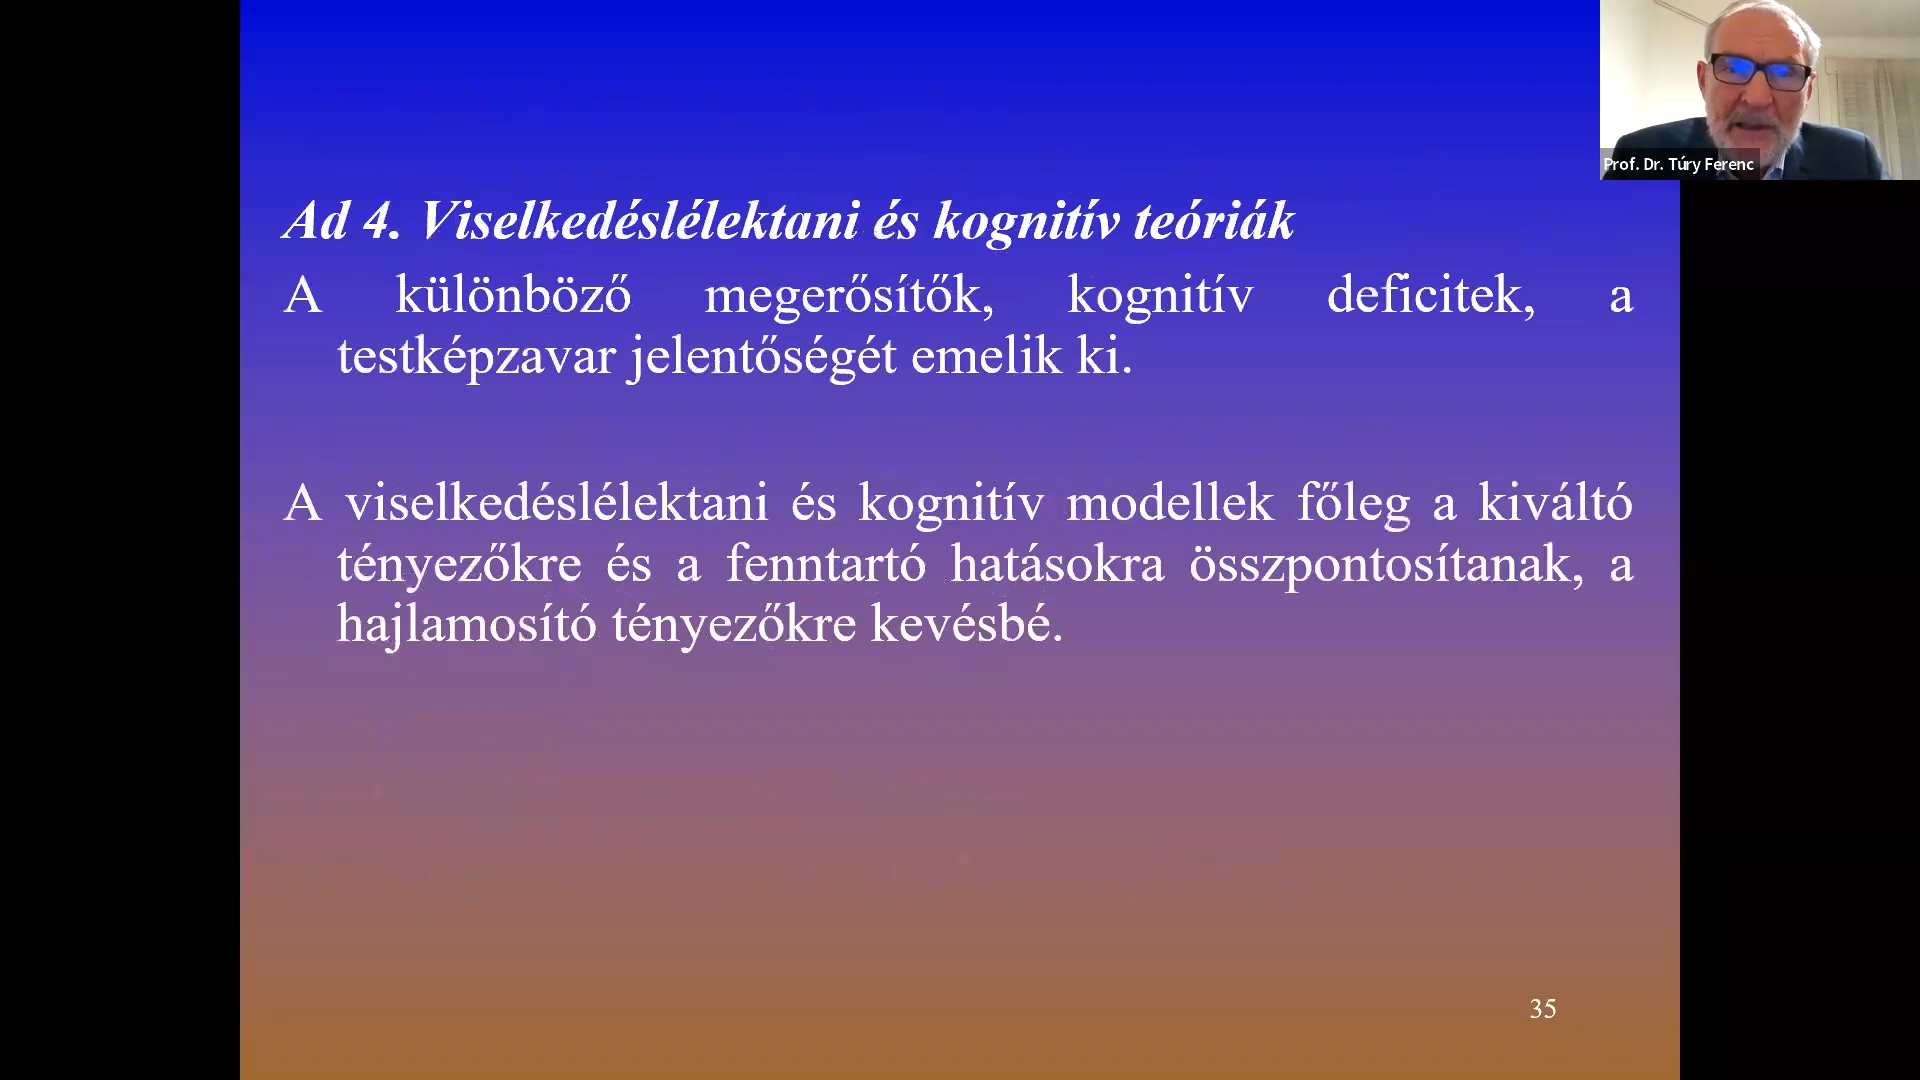 Prof. Dr. Túry Ferenc
Ad 4. Viselkedéslélektani és kognitív teóriák
A különböző megerősítők, kognitív deficitek, a
testképzavar jelentőségét emelik ki.
A viselkedéslélektani és kognitív modellek főleg a kiváltó
tényezőkre és a fenntartó hatásokra összpontosítanak, a
hajlamosító tényezőkre kevésbé.
35